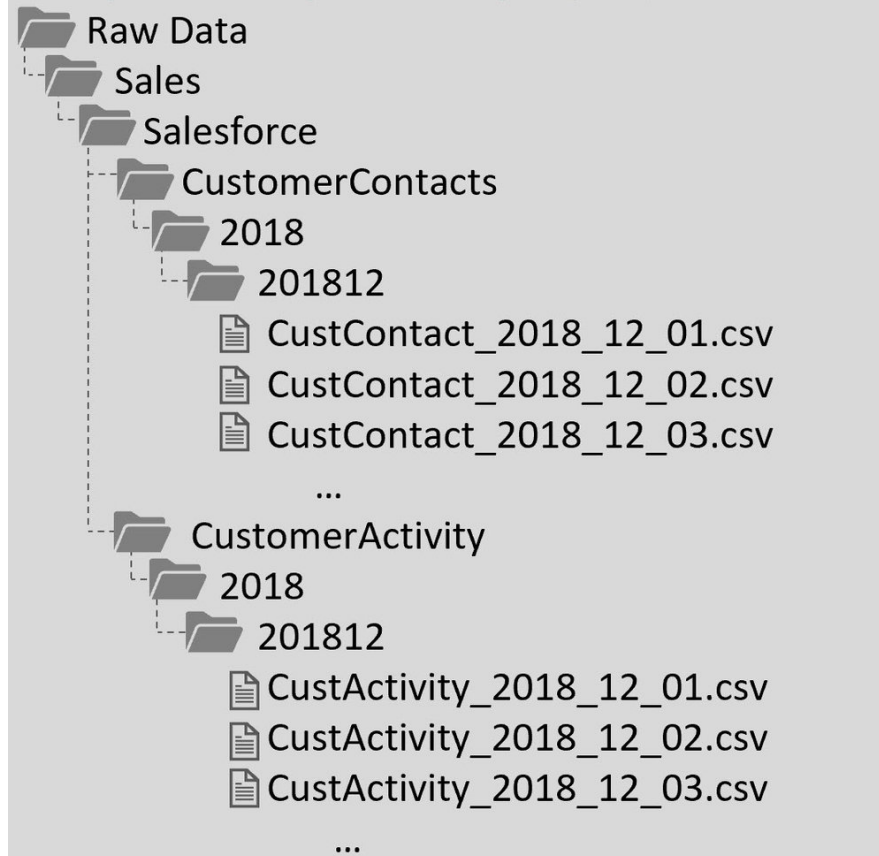 Raw Data
Sales
Salesforce
CustomerContacts
2018
201812
CustContact_2018_12_01.csv
CustContact_2018_12_02.csv
CustContact_2018_12_03.csv
...
CustomerActivity
2018
201812
CustActivity_2018_12_01.csv
CustActivity_2018_12_02.csv
CustActivity_2018_12_03.csv
...